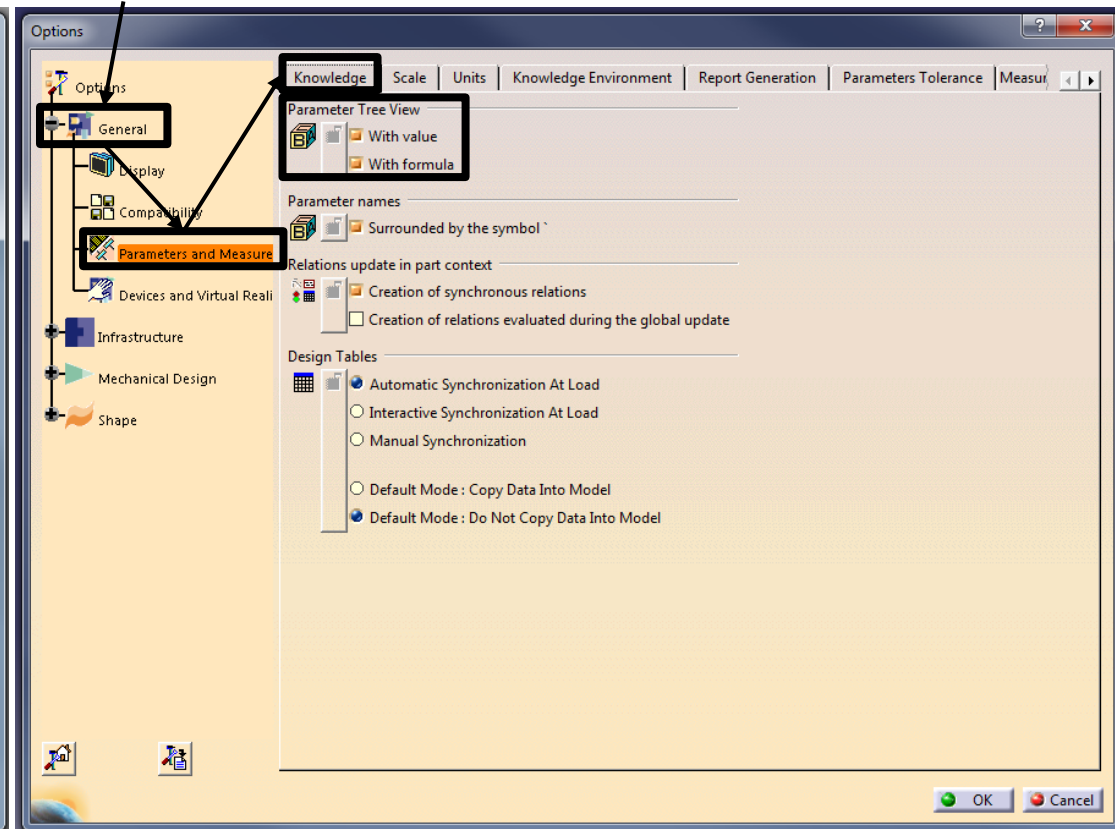 Options
Options
General
Display
Compatibility
Parameters and Measure
Devices and Virtual Reali
Infrastructure
Mechanical Design
Shape
Knowledge Scale Units Knowledge Environment Report Generation Parameters Tolerance Measur
Parameter Tree View
With value
With formula
Parameter names
Surrounded by the symbol `
Relations update in part context
Creation of synchronous relations
Creation of relations evaluated during the global update
Design Tables
Automatic Synchronization At Load
Interactive Synchronization At Load
Manual Synchronization
Default Mode : Copy Data Into Model
Default Mode : Do Not Copy Data Into Model
OK Cancel